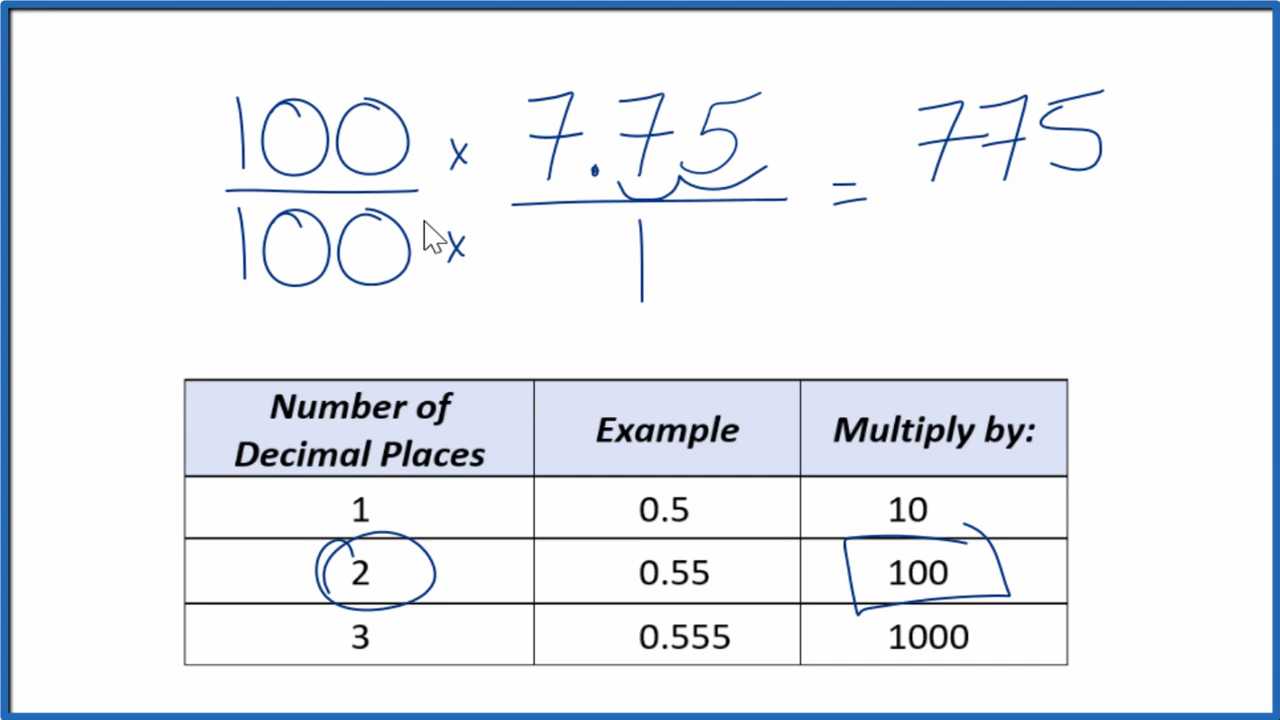 100 × 7.75 = 775
100 × 1
Number of Decimal Places Example Multiply by:
1 0.5 10
2 0.55 100
3 0.555 1000